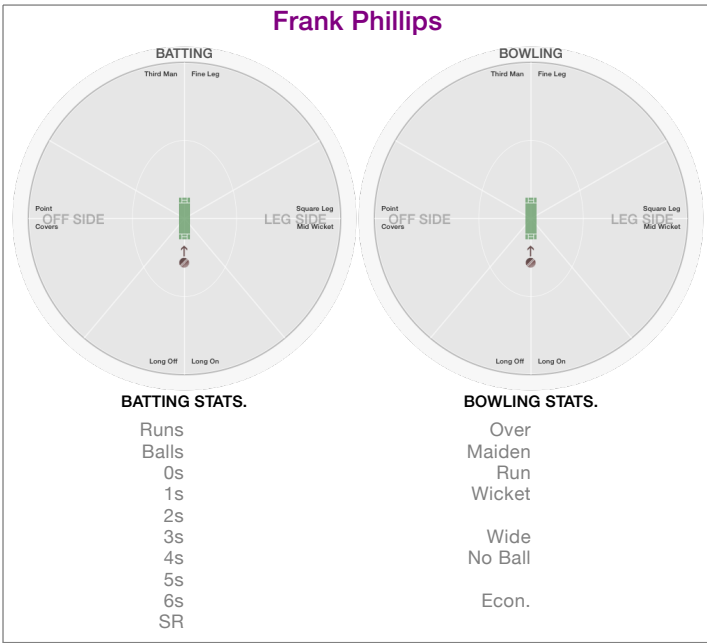 Frank Phillips
BATTING
Third Man Fine Leg
Point
OFF SIDE
Covers
Square Leg
LEG SIDE
Mid Wicket
Long Off Long On
BOWLING
Third Man Fine Leg
Point
OFF SIDE
Covers
Square Leg
LEG SIDE
Mid Wicket
Long Off Long On
BATTING STATS.
Runs
Balls
0s
1s
2s
3s
4s
5s
6s
SR
BOWLING STATS.
Over
Maiden
Run
Wicket
Wide
No Ball
Econ.